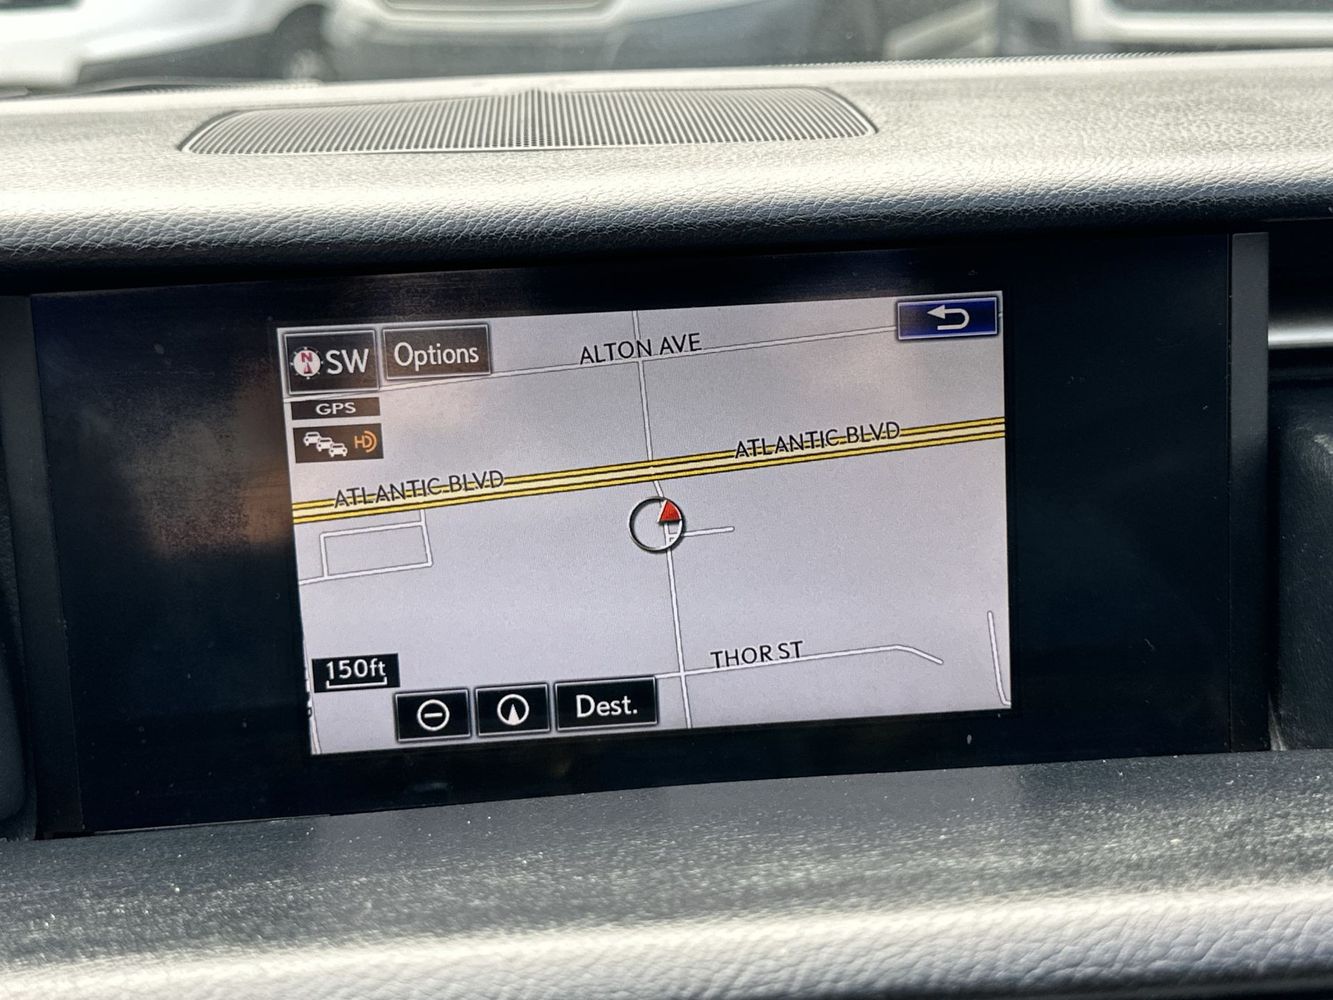 ALTON AVE
N SW
Options
GPS
HD
ATLANTIC BLVD
ATLANTIC BLVD
THOR ST
150ft
Dest.